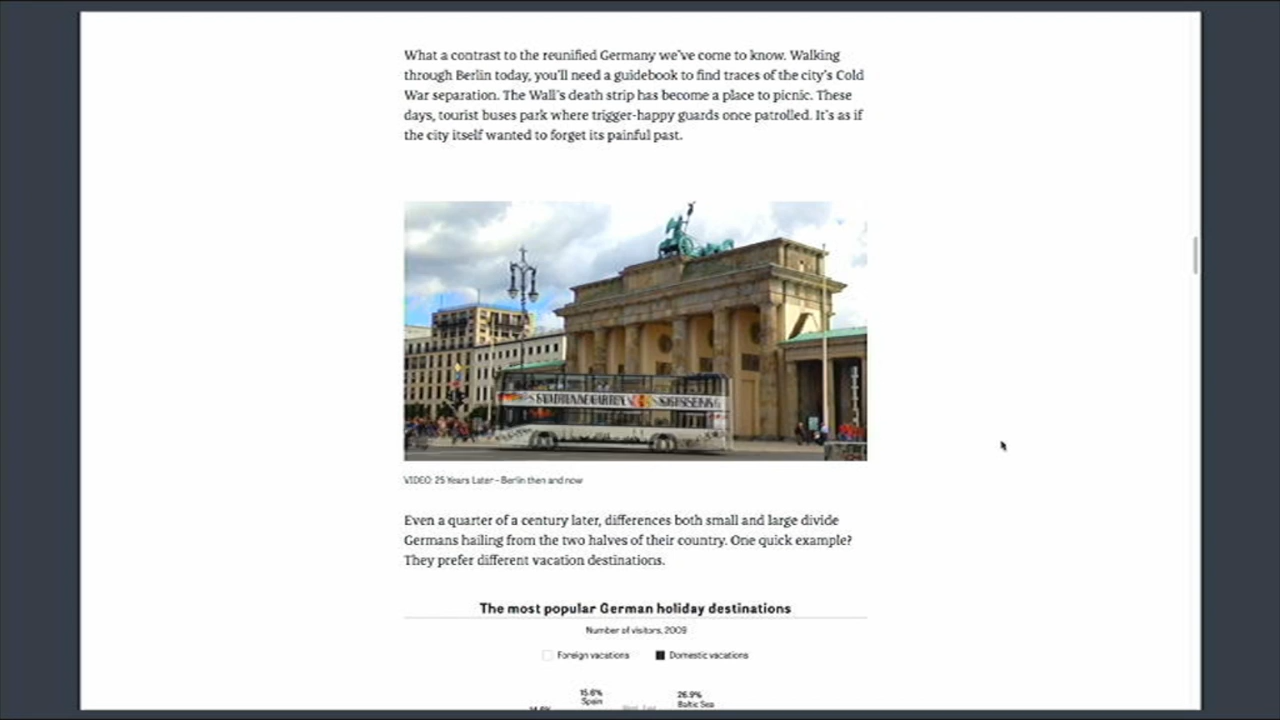 What a contrast to the reunified Germany we've come to know. Walking
through Berlin today, you'll need a guidebook to find traces of the city's Cold
War separation. The Wall's death strip has become a place to picnic. These
days, tourist buses park where trigger-happy guards once patrolled. It's as if
the city itself wanted to forget its painful past.
VIDEO: 25 Years Later - Berlin then and now
Even a quarter of a century later, differences both small and large divide
Germans hailing from the two halves of their country. One quick example?
They prefer different vacation destinations.
The most popular German holiday destinations
Number of visitors, 2009
Foreign vacations Domestic vacations
15.6% 26.9%
Spain Baltic Sea